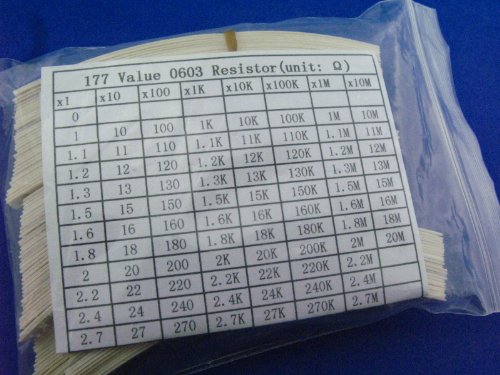 177 Value 0603 Resistor(unit: Ω)
x1 x10 x100 x1K x10K x100K x1M x10M
0
1 10 100 1K 10K 100K 1M 10M
1.1 11 110 1.1K 11K 110K 1.1M 11M
1.2 12 120 1.2K 12K 120K 1.2M 12M
1.3 13 130 1.3K 13K 130K 1.3M 13M
1.5 15 150 1.5K 15K 150K 1.5M 15M
1.6 16 160 1.6K 16K 160K 1.6M 16M
1.8 18 180 1.8K 18K 180K 1.8M 18M
2 20 200 2K 20K 200K 2M 20M
2.2 22 220 2.2K 22K 220K 2.2M
2.4 24 240 2.4K 24K 240K 2.4M
2.7 27 270 2.7K 27K 270K 2.7M